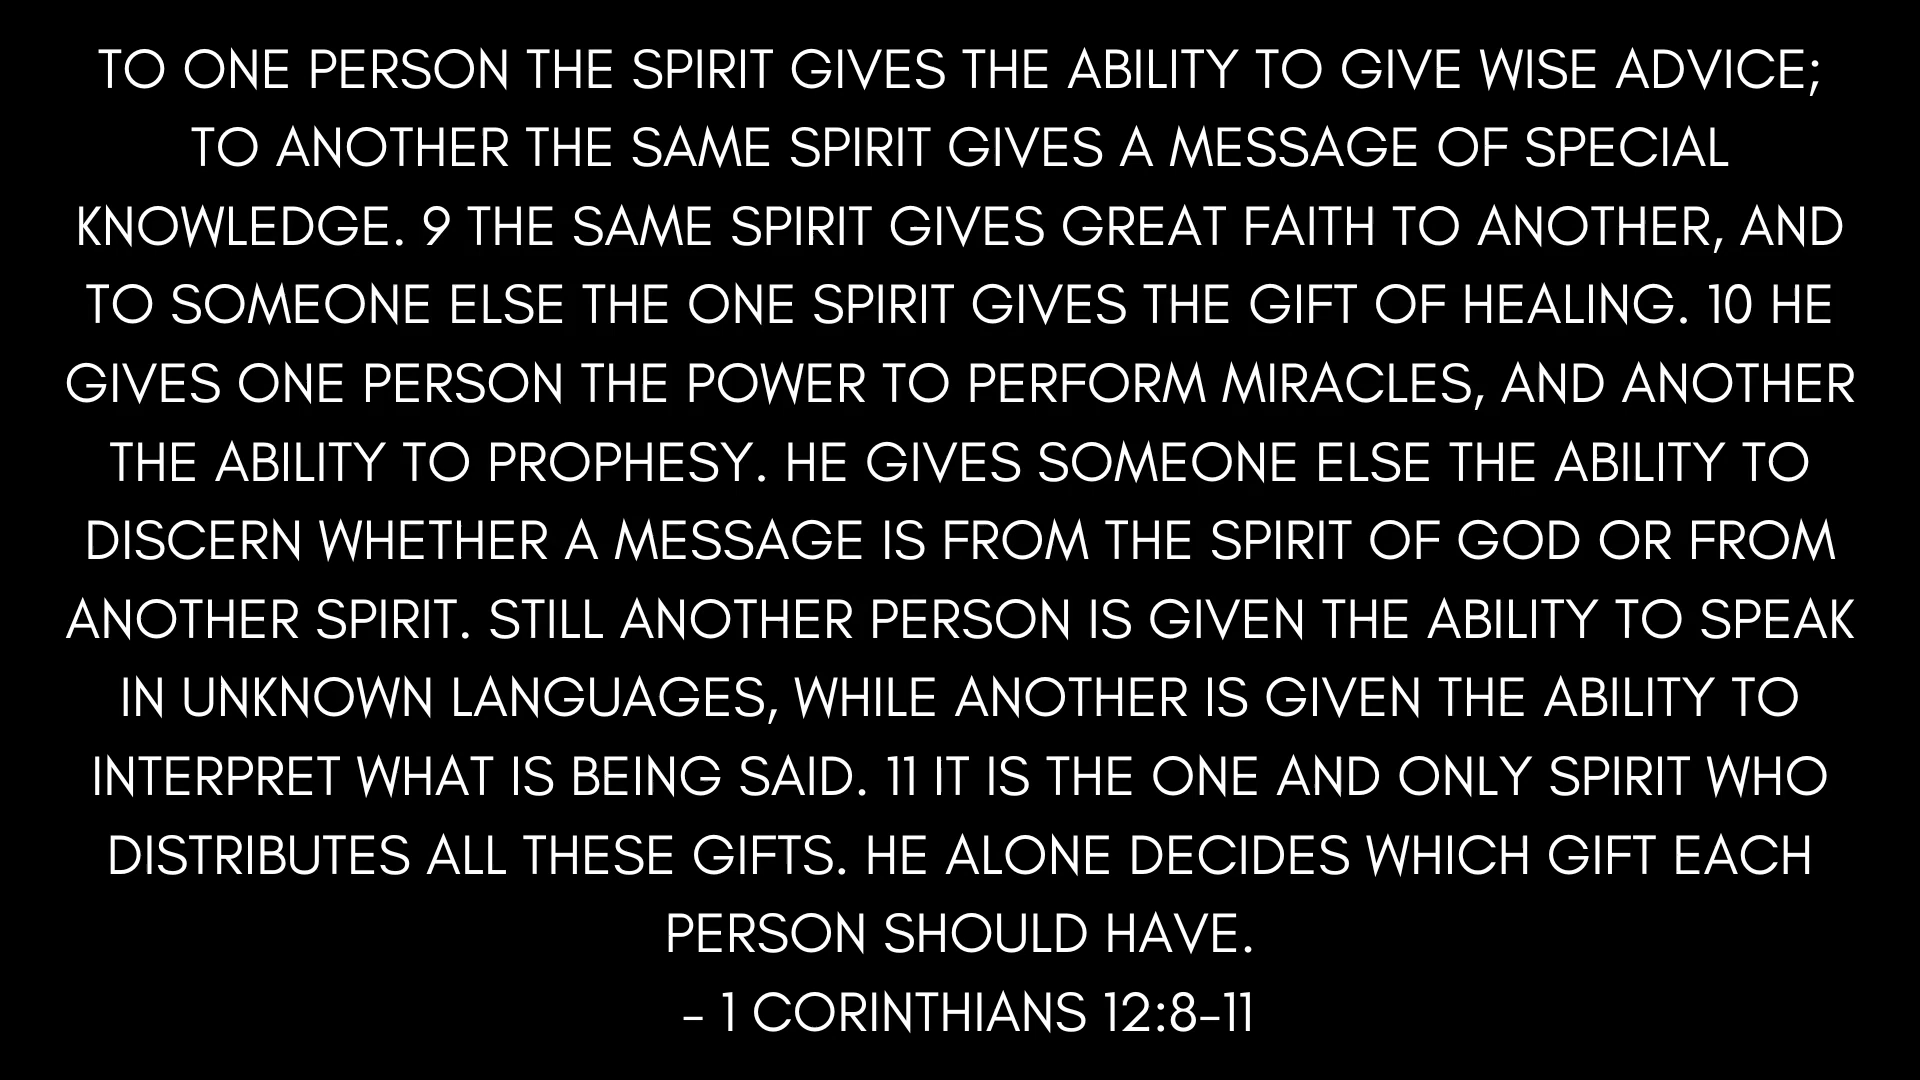 TO ONE PERSON THE SPIRIT GIVES THE ABILITY TO GIVE WISE ADVICE;
TO ANOTHER THE SAME SPIRIT GIVES A MESSAGE OF SPECIAL
KNOWLEDGE. 9 THE SAME SPIRIT GIVES GREAT FAITH TO ANOTHER, AND
TO SOMEONE ELSE THE ONE SPIRIT GIVES THE GIFT OF HEALING. 10 HE
GIVES ONE PERSON THE POWER TO PERFORM MIRACLES, AND ANOTHER
THE ABILITY TO PROPHESY. HE GIVES SOMEONE ELSE THE ABILITY TO
DISCERN WHETHER A MESSAGE IS FROM THE SPIRIT OF GOD OR FROM
ANOTHER SPIRIT. STILL ANOTHER PERSON IS GIVEN THE ABILITY TO SPEAK
IN UNKNOWN LANGUAGES, WHILE ANOTHER IS GIVEN THE ABILITY TO
INTERPRET WHAT IS BEING SAID. 11 IT IS THE ONE AND ONLY SPIRIT WHO
DISTRIBUTES ALL THESE GIFTS. HE ALONE DECIDES WHICH GIFT EACH
PERSON SHOULD HAVE.
- 1 CORINTHIANS 12:8-11